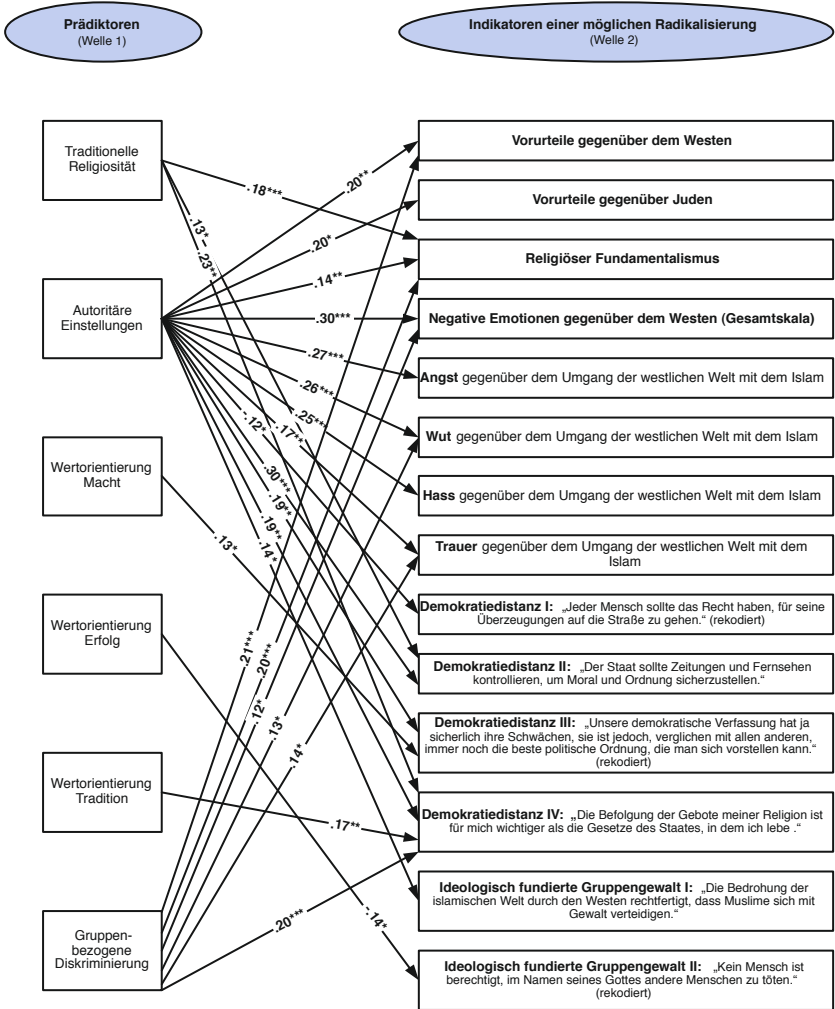 Prädiktoren
(Welle 1)
Indikatoren einer möglichen Radikalisierung
(Welle 2)
Traditionelle
Religiosität
Autoritäre
Einstellungen
Wertorientierung
Macht
Wertorientierung
Erfolg
Wertorientierung
Tradition
Gruppen-
bezogene
Diskriminierung
.18***
.13*
.23**
.20**
.20*
.14**
.30***
.27***
.26***
.25***
.17**
-.12*
.30***
.19**
.19**
.14*
.13*
.21***
.20***
.12*
.13*
.14*
.17**
.20***
-.14*
Vorurteile gegenüber dem Westen
Vorurteile gegenüber Juden
Religiöser Fundamentalismus
Negative Emotionen gegenüber dem Westen (Gesamtskala)
Angst gegenüber dem Umgang der westlichen Welt mit dem Islam
Wut gegenüber dem Umgang der westlichen Welt mit dem Islam
Hass gegenüber dem Umgang der westlichen Welt mit dem Islam
Trauer gegenüber dem Umgang der westlichen Welt mit dem
Islam
Demokratiedistanz I: „Jeder Mensch sollte das Recht haben, für seine
Überzeugungen auf die Straße zu gehen.“ (rekodiert)
Demokratiedistanz II: „Der Staat sollte Zeitungen und Fernsehen
kontrollieren, um Moral und Ordnung sicherzustellen.“
Demokratiedistanz III: „Unsere demokratische Verfassung hat ja
sicherlich ihre Schwächen, sie ist jedoch, verglichen mit allen anderen,
immer noch die beste politische Ordnung, die man sich vorstellen kann.“
(rekodiert)
Demokratiedistanz IV: „Die Befolgung der Gebote meiner Religion ist
für mich wichtiger als die Gesetze des Staates, in dem ich lebe .“
Ideologisch fundierte Gruppengewalt I: „Die Bedrohung der
islamischen Welt durch den Westen rechtfertigt, dass Muslime sich mit
Gewalt verteidigen.“
Ideologisch fundierte Gruppengewalt II: „Kein Mensch ist
berechtigt, im Namen seines Gottes andere Menschen zu töten.“
(rekodiert)